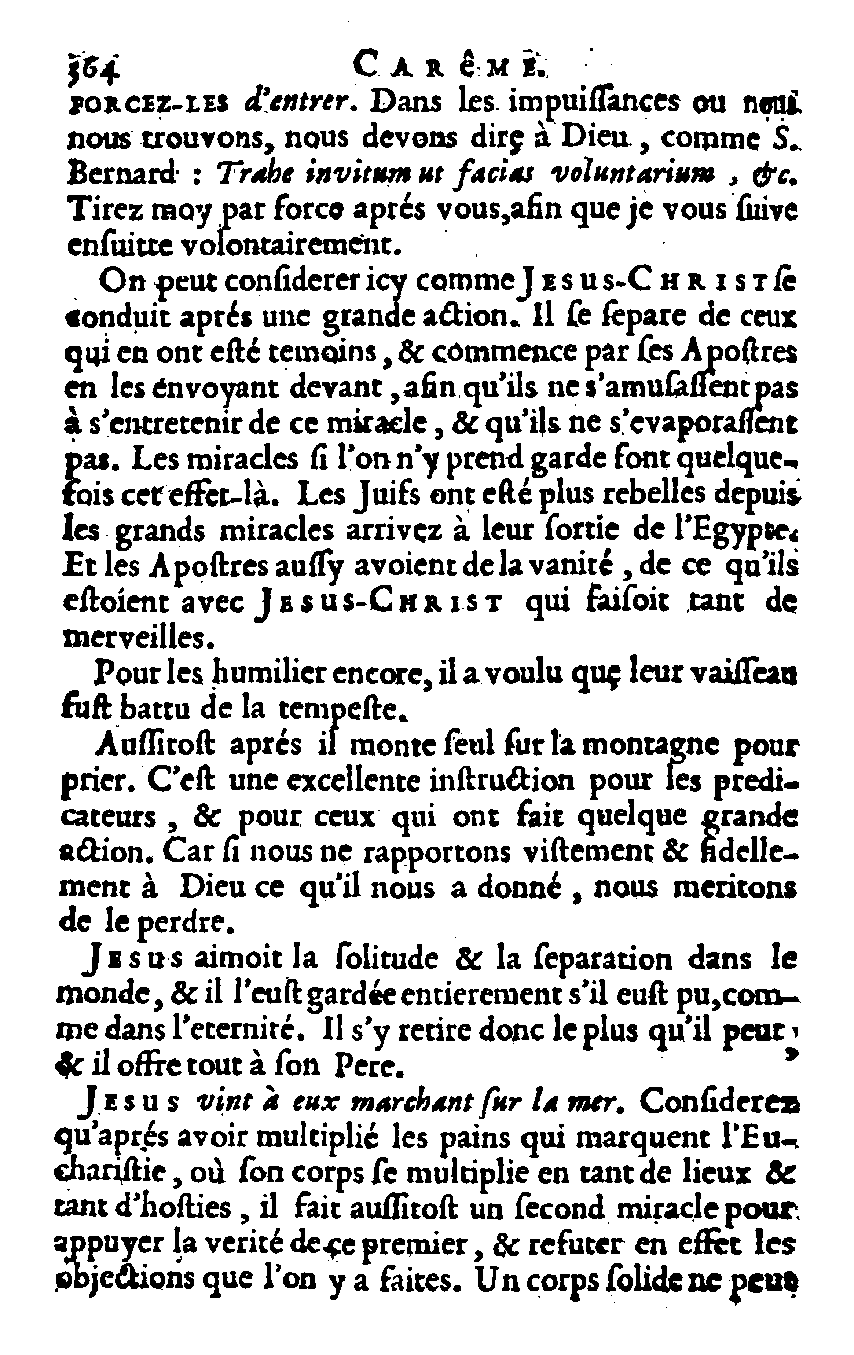 364 CARêME.
FORCEZ-LES d'entrer. Dans les impuiſſances ou nous
nous trouvons, nous devons dire à Dieu, comme S.
Bernard : Trahe invitum ut facias voluntarium, &c.
Tirez moy par force aprés vous, afin que je vous ſuive
enſuitte volontairement.
On peut conſiderer icy comme JESUS-CHRIST ſe
conduit aprés une grande action. Il ſe ſepare de ceux
qui en ont eſté temoins, & commence par ſes Apoſtres
en les énvoyant devant, afin qu'ils ne s'amuſaſſent pas
à s'entretenir de ce miracle, & qu'ils ne s'evaporaſſent
pas. Les miracles ſi l'on n'y prend garde font quelque-
fois cet effet-là. Les Juifs ont eſté plus rebelles depuis
les grands miracles arrivez à leur ſortie de l'Egypte.
Et les Apoſtres auſſy avoient de la vanité, de ce qu'ils
eſtoient avec JESUS-CHRIST qui faiſoit tant de
merveilles.
Pour les humilier encore, il a voulu que leur vaiſſeau
fuſt battu de la tempeſte.
Auſſitoſt aprés il monte ſeul ſur la montagne pour
prier. C'eſt une excellente inſtruction pour les predi-
cateurs, & pour ceux qui ont fait quelque grande
action. Car ſi nous ne rapportons viſtement & fidelle-
ment à Dieu ce qu'il nous a donné, nous meritons
de le perdre.
JESUS aimoit la ſolitude & la ſeparation dans le
monde, & il l'euſt gardée entierement s'il euſt pu, com-
me dans l'eternité. Il s'y retire donc le plus qu'il peut,
& il offre tout à ſon Pere.
JESUS vint à eux marchant ſur la mer. Conſiderez
qu'aprés avoir multiplié les pains qui marquent l'Eu-
chariſtie, où ſon corps ſe multiplie en tant de lieux &
tant d'hoſties, il fait auſſitoſt un ſecond miracle pour
appuyer la verité de ce premier, & refuter en effet les
objections que l'on y a faites. Un corps ſolide ne peut